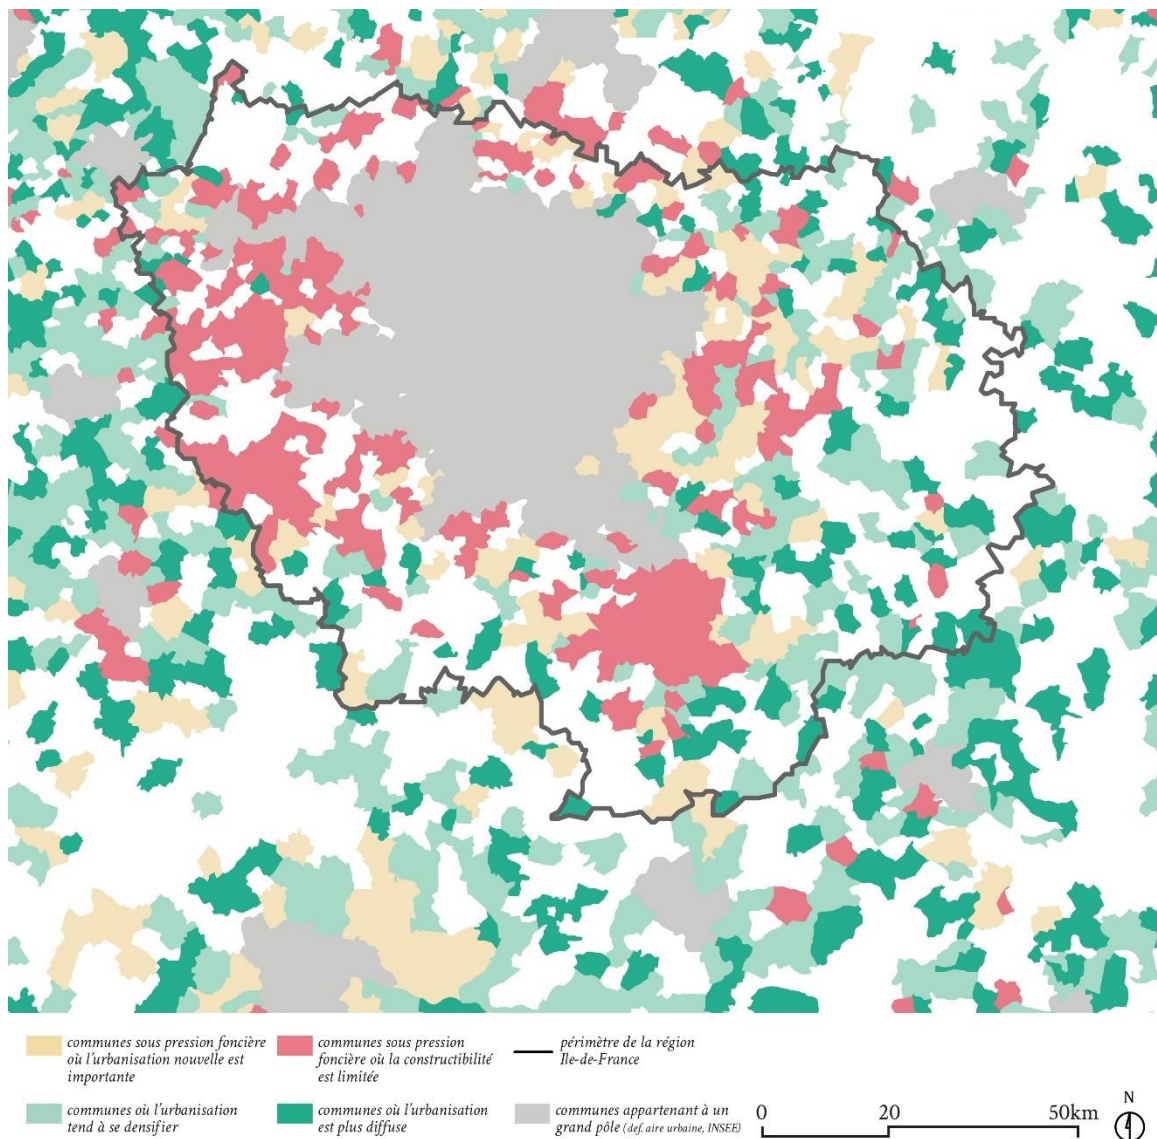 communes sous pression foncière
où l'urbanisation nouvelle est
importante
communes sous pression
foncière où la constructibilité
est limitée
périmètre de la région
Ile-de-France
communes où l'urbanisation
tend à se densifier
communes où l'urbanisation
est plus diffuse
communes appartenant à un
grand pôle (def. aire urbaine, INSEE)
0 20 50km
N